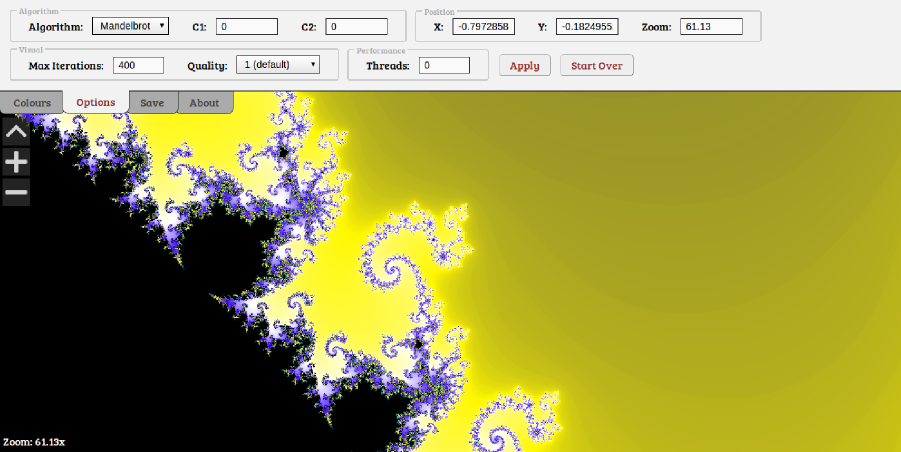 Algorithm
Position
Algorithm: Mandelbrot C1: 0 C2: 0 X: -0.7972858 Y: -0.1824955 Zoom: 61.13
Visual
Performance
Max Iterations: 400 Quality: 1 (default) Threads: 0 Apply Start Over
Colours Options Save About
Zoom: 61.13x